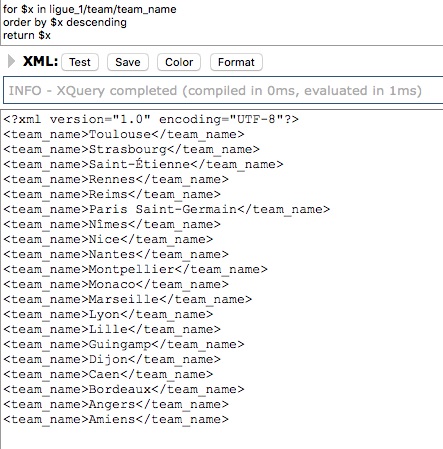 for $x in ligue_1/team/team_name
order by $x descending
return $x
XML: Test Save Color Format
INFO - XQuery completed (compiled in 0ms, evaluated in 1ms)
<?xml version="1.0" encoding="UTF-8"?>
<team_name>Toulouse</team_name>
<team_name>Strasbourg</team_name>
<team_name>Saint-Étienne</team_name>
<team_name>Rennes</team_name>
<team_name>Reims</team_name>
<team_name>Paris Saint-Germain</team_name>
<team_name>Nîmes</team_name>
<team_name>Nice</team_name>
<team_name>Nantes</team_name>
<team_name>Montpellier</team_name>
<team_name>Monaco</team_name>
<team_name>Marseille</team_name>
<team_name>Lyon</team_name>
<team_name>Lille</team_name>
<team_name>Guingamp</team_name>
<team_name>Dijon</team_name>
<team_name>Caen</team_name>
<team_name>Bordeaux</team_name>
<team_name>Angers</team_name>
<team_name>Amiens</team_name>